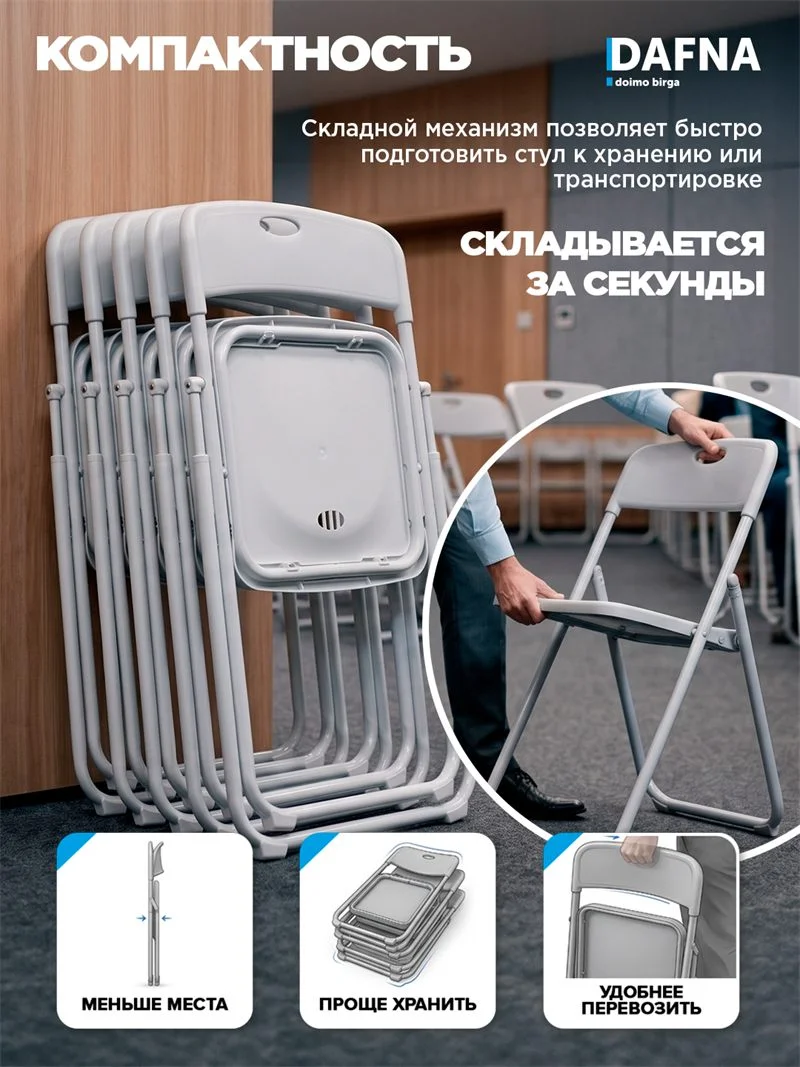 КОМПАКТНОСТЬ
DAFNA
doimo birga
Складной механизм позволяет быстро
подготовить стул к хранению или
транспортировке
СКЛАДЫВАЕТСЯ
ЗА СЕКУНДЫ
МЕНЬШЕ МЕСТА
ПРОЩЕ ХРАНИТЬ
УДОБНЕЕ
ПЕРЕВОЗИТЬ